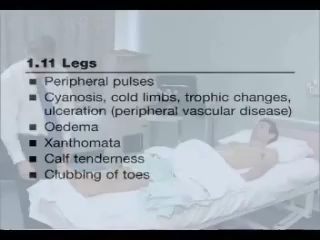 1.11 Legs
Peripheral pulses
Cyanosis, cold limbs, trophic changes,
ulceration (peripheral vascular disease)
Oedema
Xanthomata
Calf tenderness
Clubbing of toes